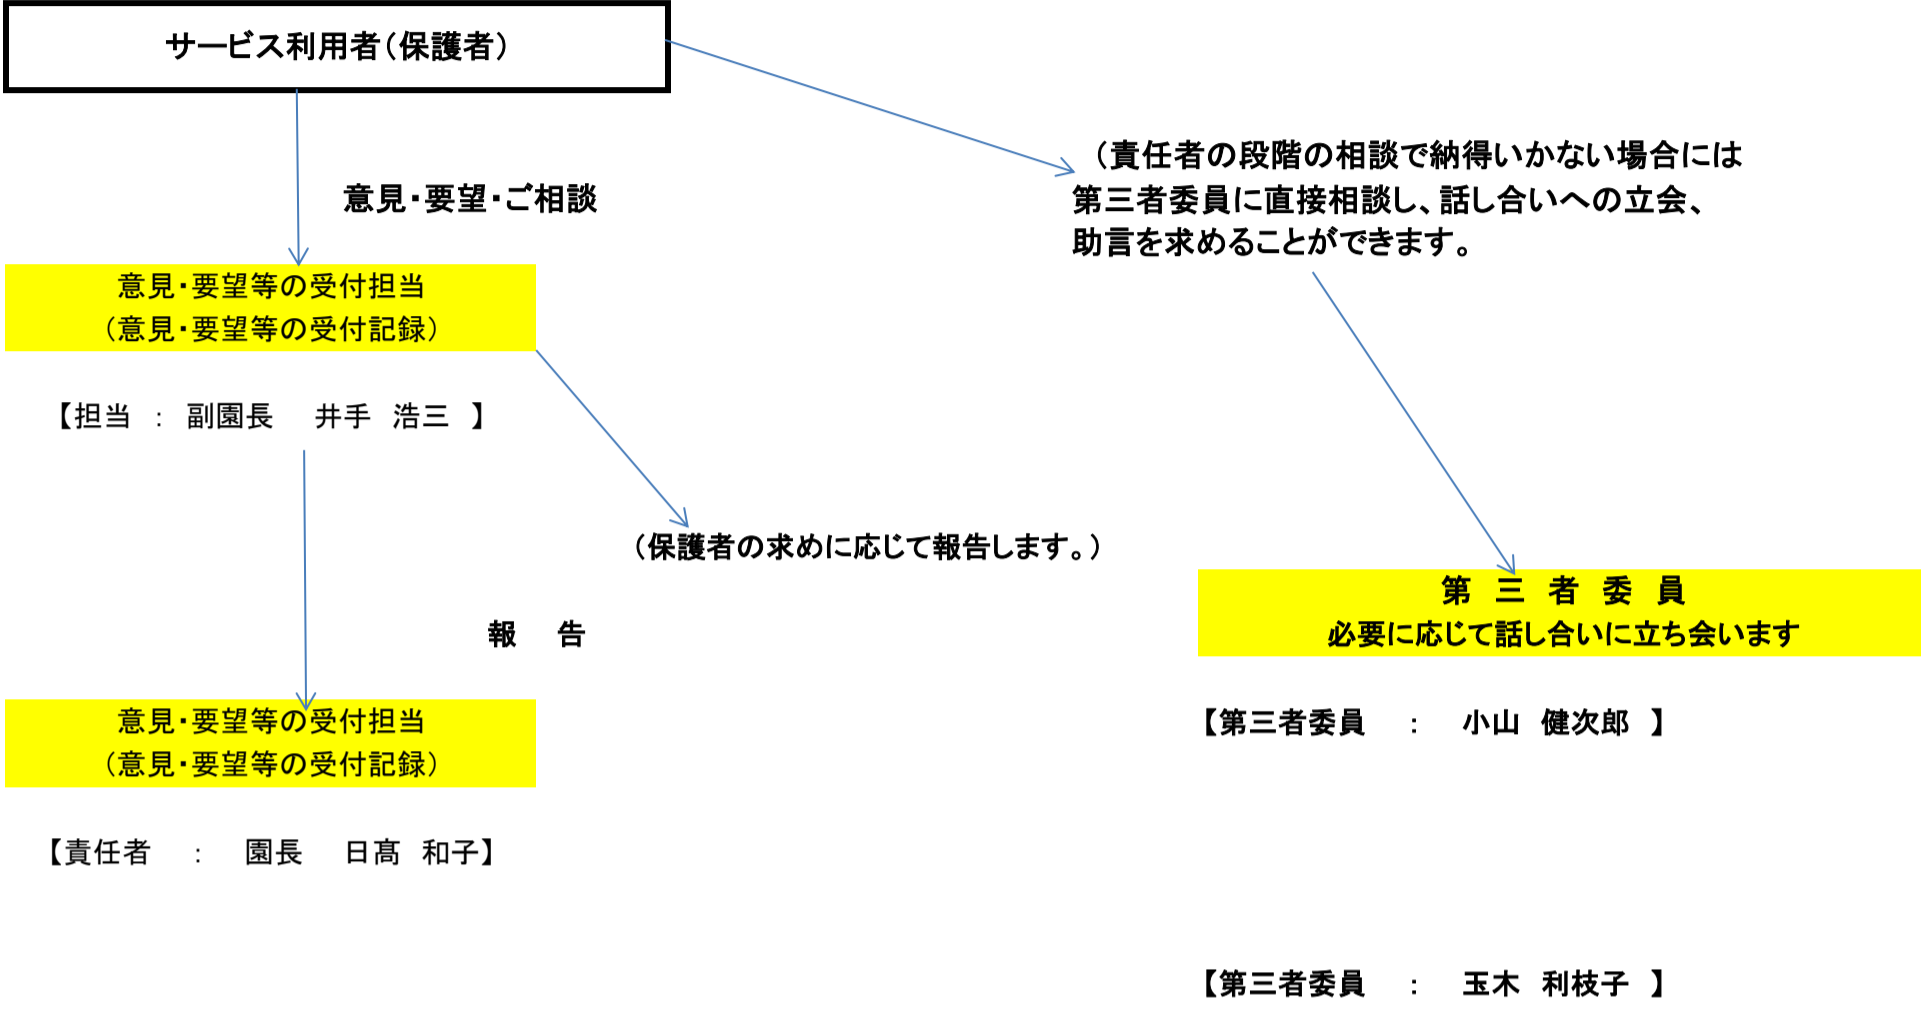 サービス利用者（保護者）
意見・要望・ご相談
（責任者の段階の相談で納得いかない場合には
第三者委員に直接相談し、話し合いへの立会、
助言を求めることができます。
意見・要望等の受付担当
（意見・要望等の受付記録）
【担当 ： 副園長 井手 浩三 】
（保護者の求めに応じて報告します。）
報 告
意見・要望等の受付担当
（意見・要望等の受付記録）
【責任者 ： 園長 日髙 和子】
第 三 者 委 員
必要に応じて話し合いに立ち会います
【第三者委員 ： 小山 健次郎 】
【第三者委員 ： 玉木 利枝子 】